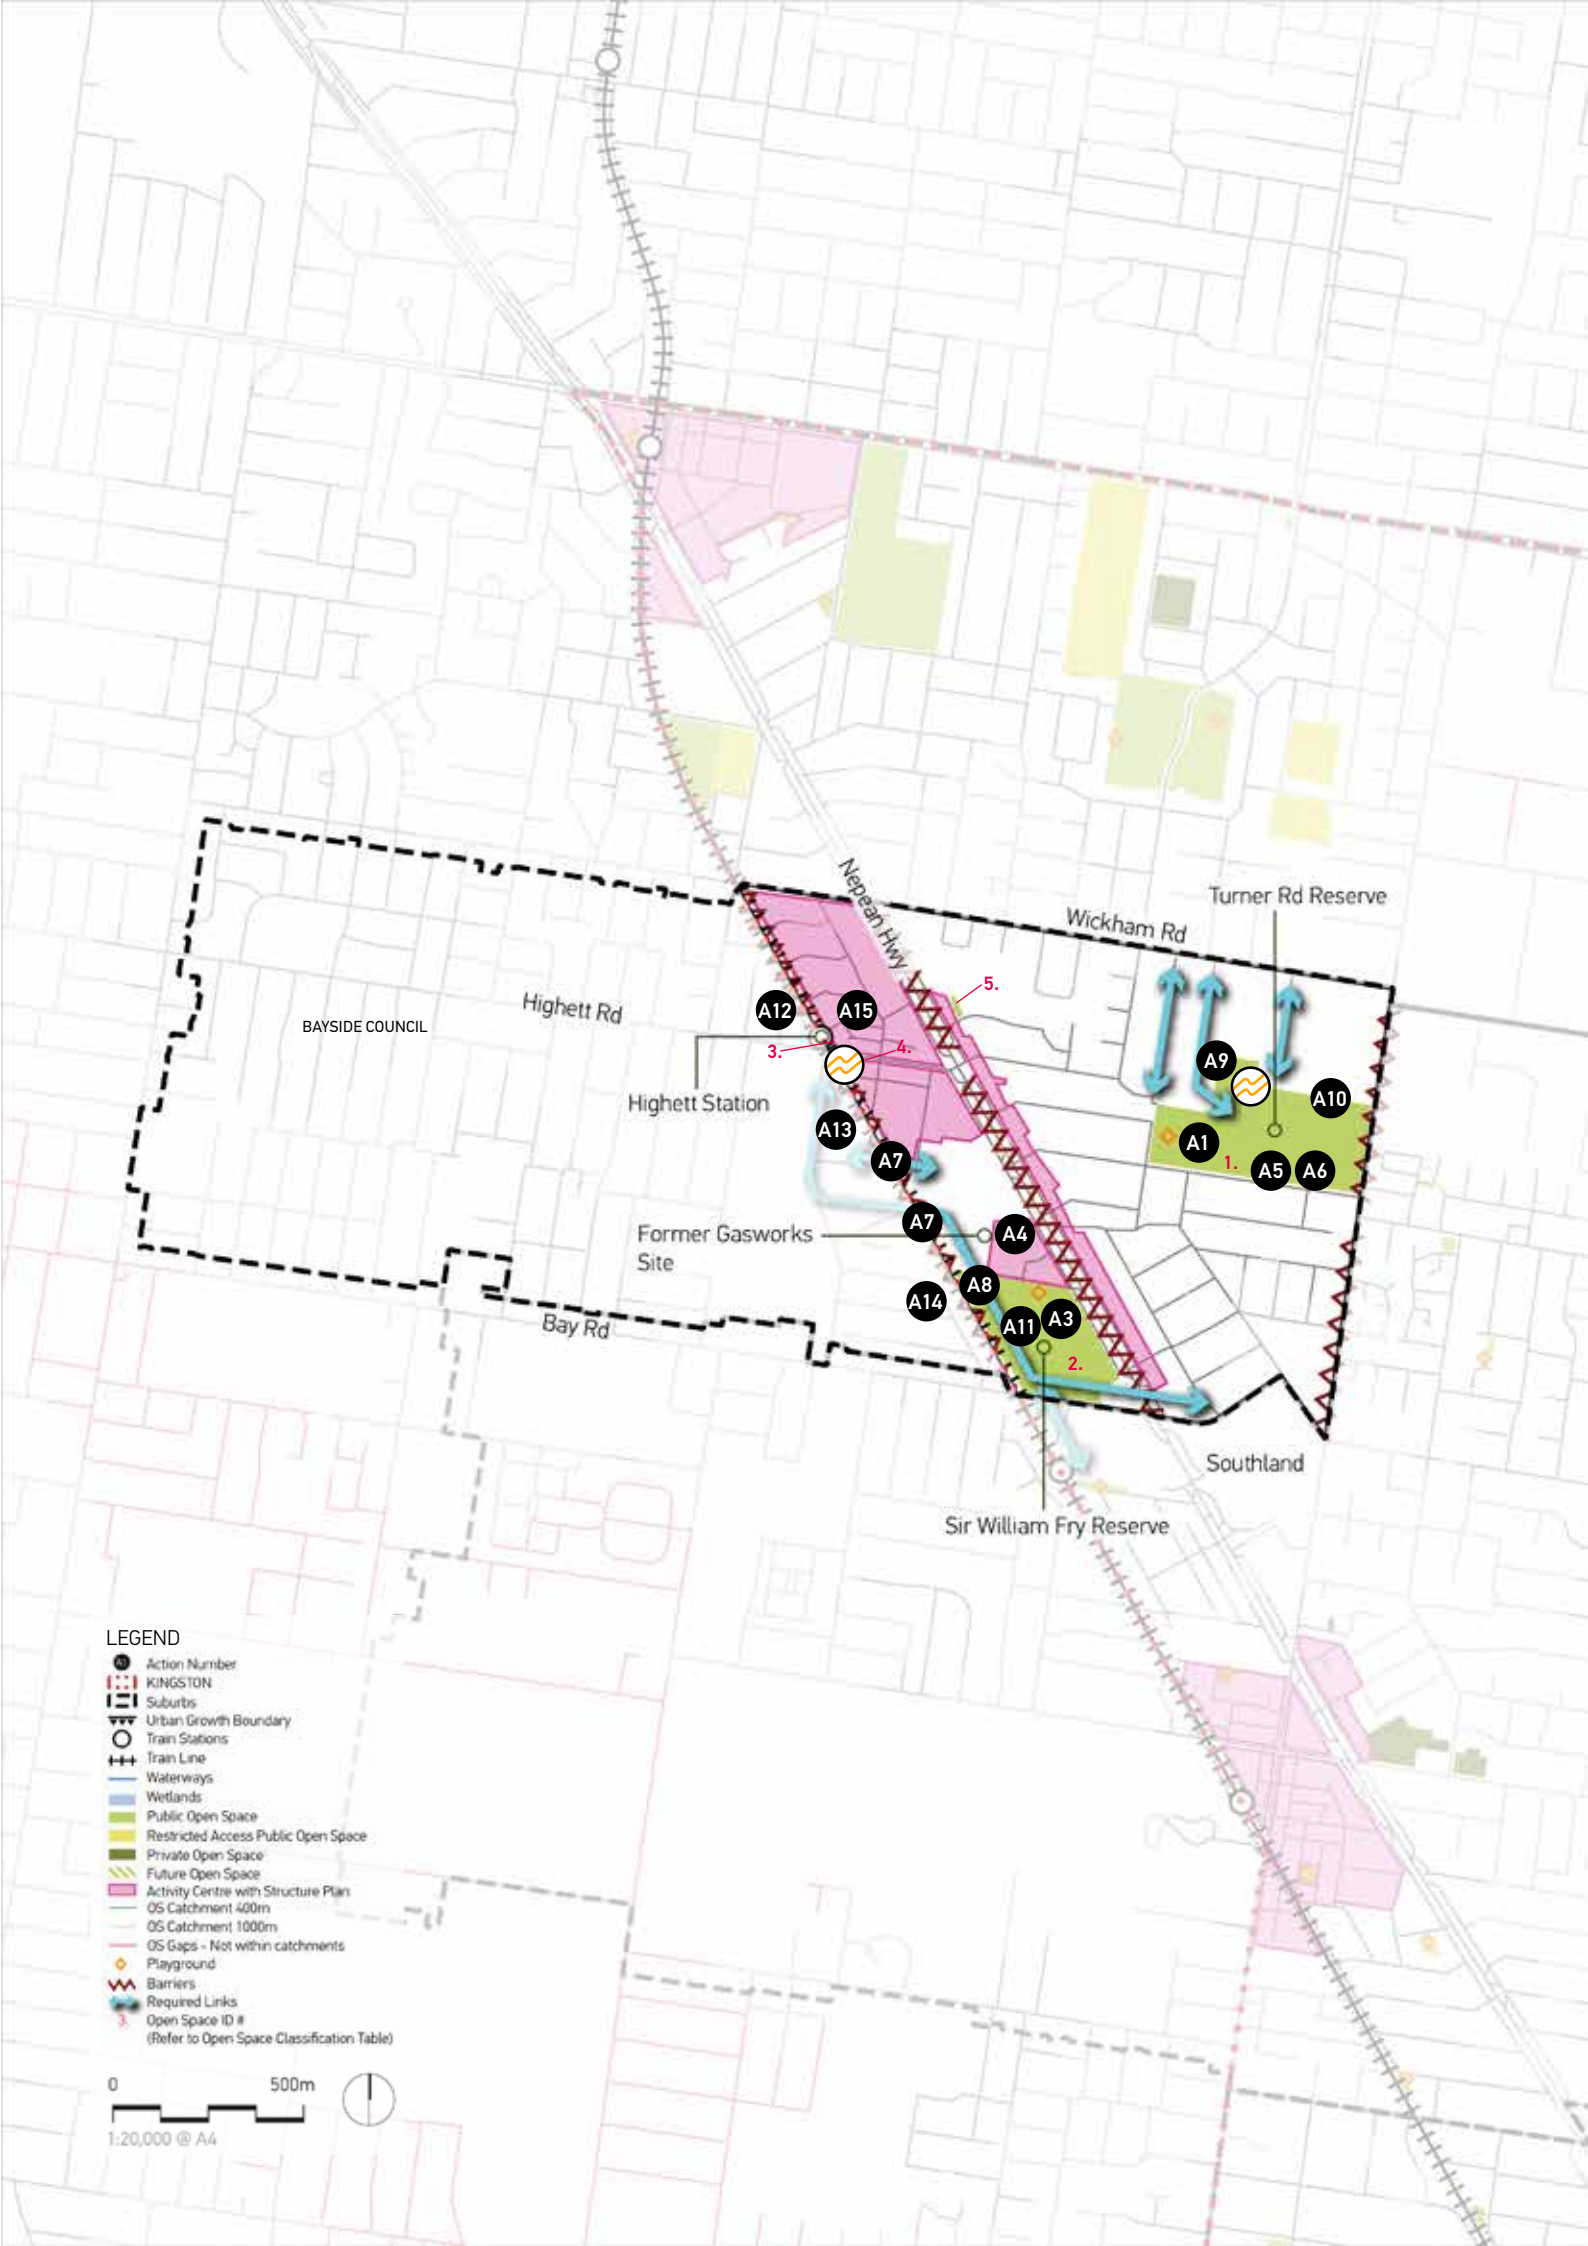 Nepean Hwy
Turner Rd Reserve
Wickham Rd
5.
Highett Rd
A12
A15
BAYSIDE COUNCIL
3.
4.
A9
Highett Station
A10
A13
A1
1.
A5
A6
A7
A7
Former Gasworks
Site
A4
A8
A14
A11
A3
Bay Rd
2.
Southland
Sir William Fry Reserve
LEGEND
Action Number
KINGSTON
Suburbs
Urban Growth Boundary
Train Stations
Train Line
Waterways
Wetlands
Public Open Space
Restricted Access Public Open Space
Private Open Space
Future Open Space
Activity Centre with Structure Plan
OS Catchment 400m
OS Catchment 1000m
OS Gaps - Not within catchments
Playground
Barriers
Required Links
3. Open Space ID #
(Refer to Open Space Classification Table)
0 500m
1:20,000 @ A4